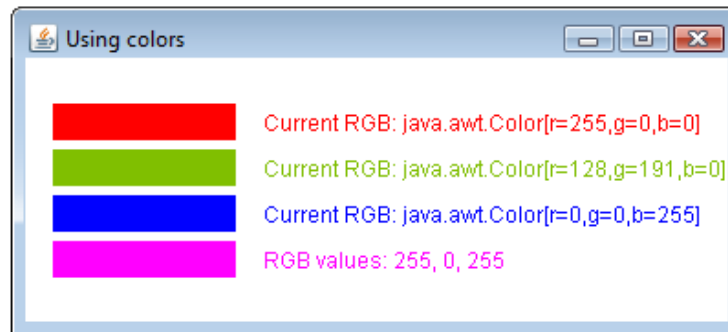 Using colors
Current RGB: java.awt.Color[r=255,g=0,b=0]
Current RGB: java.awt.Color[r=128,g=191,b=0]
Current RGB: java.awt.Color[r=0,g=0,b=255]
RGB values: 255, 0, 255